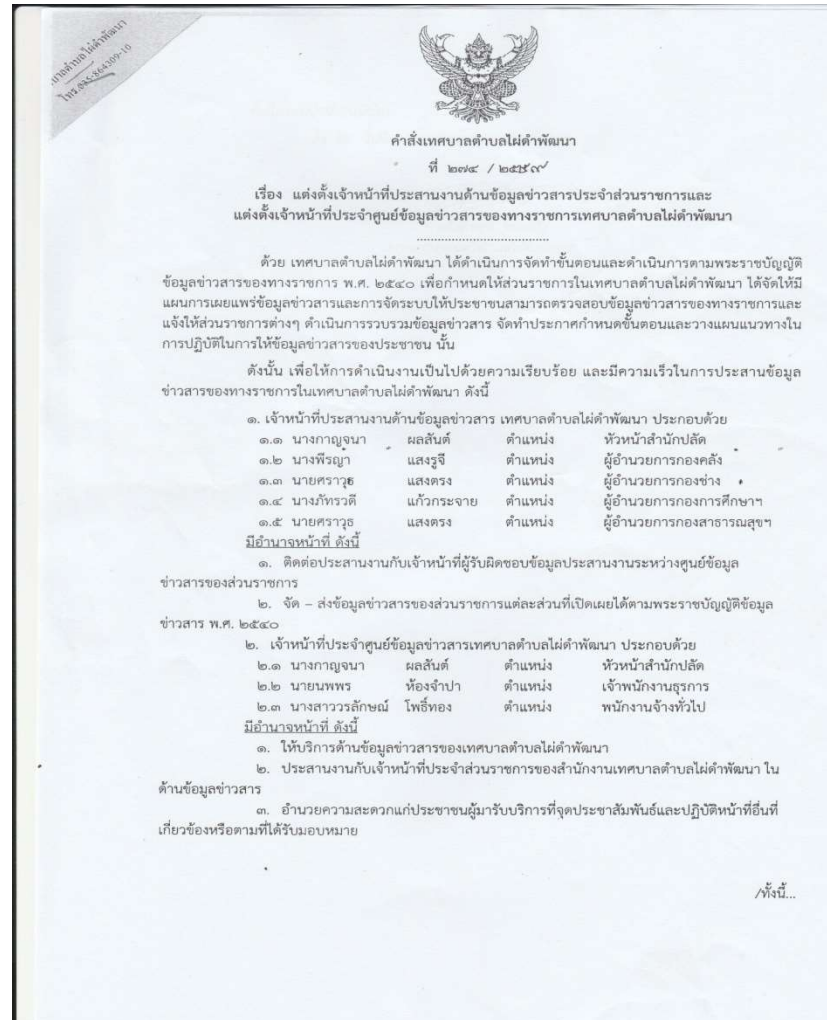 เทศบาลตำบลไผ่ดำพัฒนา
โทร.045-864309-10
คำสั่งเทศบาลตำบลไผ่ดำพัฒนา
ที่ ๒๗๔ / ๒๕๕๙
เรื่อง แต่งตั้งเจ้าหน้าที่ประสานงานด้านข้อมูลข่าวสารประจำส่วนราชการและ
แต่งตั้งเจ้าหน้าที่ประจำศูนย์ข้อมูลข่าวสารของทางราชการเทศบาลตำบลไผ่ดำพัฒนา
......................................
ด้วย เทศบาลตำบลไผ่ดำพัฒนา ได้ดำเนินการจัดทำขั้นตอนและดำเนินการตามพระราชบัญญัติ
ข้อมูลข่าวสารของทางราชการ พ.ศ. ๒๕๔๐ เพื่อกำหนดให้ส่วนราชการในเทศบาลตำบลไผ่ดำพัฒนา ได้จัดให้มี
แผนการเผยแพร่ข้อมูลข่าวสารและการจัดระบบให้ประชาชนสามารถตรวจสอบข้อมูลข่าวสารของทางราชการและ
แจ้งให้ส่วนราชการต่างๆ ดำเนินการรวบรวมข้อมูลข่าวสาร จัดทำประกาศกำหนดขั้นตอนและวางแผนแนวทางใน
การปฏิบัติในการให้ข้อมูลข่าวสารของประชาชน นั้น
ดังนั้น เพื่อให้การดำเนินงานเป็นไปด้วยความเรียบร้อย และมีความเร็วในการประสานข้อมูล
ข่าวสารของทางราชการในเทศบาลตำบลไผ่ดำพัฒนา ดังนี้
๑. เจ้าหน้าที่ประสานงานด้านข้อมูลข่าวสาร เทศบาลตำบลไผ่ดำพัฒนา ประกอบด้วย
๑.๑ นางกาญจนา ผลสันต์ ตำแหน่ง หัวหน้าสำนักปลัด
๑.๒ นางพีรญา แสงรูจี ตำแหน่ง ผู้อำนวยการกองคลัง
๑.๓ นายศราวุธ แสงตรง ตำแหน่ง ผู้อำนวยการกองช่าง
๑.๔ นางภัทรวดี แก้วกระจาย ตำแหน่ง ผู้อำนวยการกองการศึกษาฯ
๑.๕ นายศราวุธ แสงตรง ตำแหน่ง ผู้อำนวยการกองสาธารณสุขฯ
มีอำนาจหน้าที่ ดังนี้
๑. ติดต่อประสานงานกับเจ้าหน้าที่ผู้รับผิดชอบข้อมูลประสานงานระหว่างศูนย์ข้อมูล
ข่าวสารของส่วนราชการ
๒. จัด – ส่งข้อมูลข่าวสารของส่วนราชการแต่ละส่วนที่เปิดเผยได้ตามพระราชบัญญัติข้อมูล
ข่าวสาร พ.ศ. ๒๕๔๐
๒. เจ้าหน้าที่ประจำศูนย์ข้อมูลข่าวสารเทศบาลตำบลไผ่ดำพัฒนา ประกอบด้วย
๒.๑ นางกาญจนา ผลสันต์ ตำแหน่ง หัวหน้าสำนักปลัด
๒.๒ นายนพพร ห้องจำปา ตำแหน่ง เจ้าพนักงานธุรการ
๒.๓ นางสาววรลักษณ์ โพธิ์ทอง ตำแหน่ง พนักงานจ้างทั่วไป
มีอำนาจหน้าที่ ดังนี้
๑. ให้บริการด้านข้อมูลข่าวสารของเทศบาลตำบลไผ่ดำพัฒนา
๒. ประสานงานกับเจ้าหน้าที่ประจำส่วนราชการของสำนักงานเทศบาลตำบลไผ่ดำพัฒนา ใน
ด้านข้อมูลข่าวสาร
๓. อำนวยความสะดวกแก่ประชาชนผู้มารับบริการที่จุดประชาสัมพันธ์และปฏิบัติหน้าที่อื่นที่
เกี่ยวข้องหรือตามที่ได้รับมอบหมาย
/ทั้งนี้...